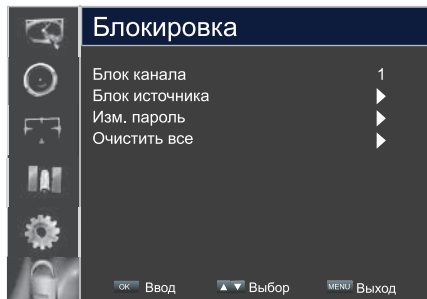 Блокировка
Блок канала 1
Блок источника
Изм. пароль
Очистить все
OK Ввод ▲ ▼ Выбор MENU Выход